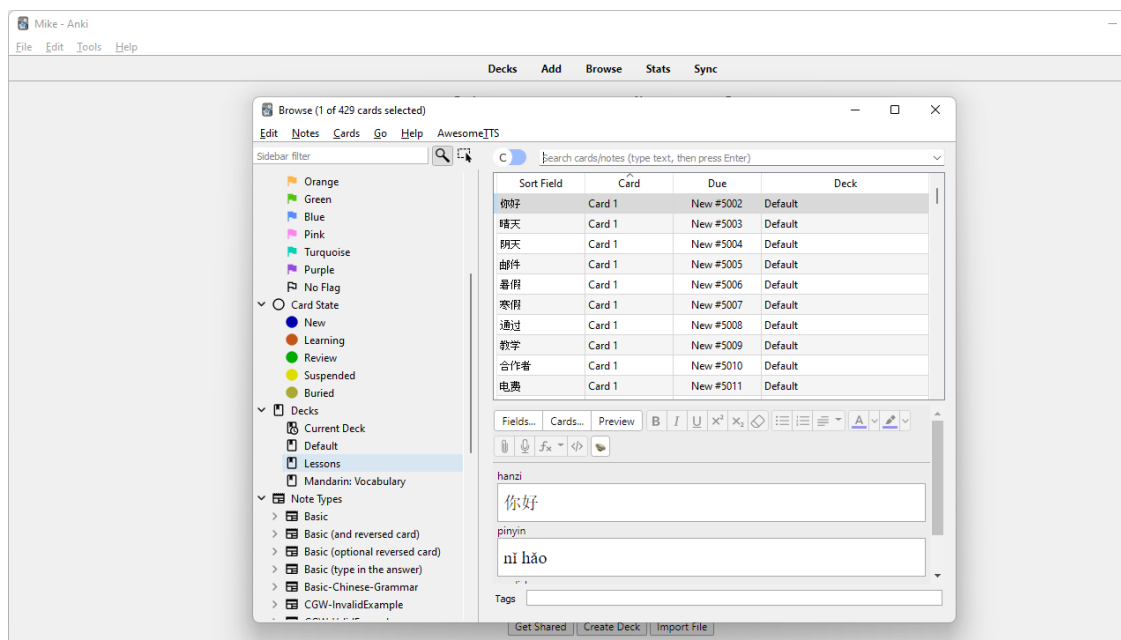 Mike - Anki
File Edit Tools Help
Decks Add Browse Stats Sync
Browse (1 of 429 cards selected)
Edit Notes Cards Go Help AwesomeTTS
Sidebar filter
C Search cards/notes (type text, then press Enter)
Orange
Green
Blue
Pink
Turquoise
Purple
No Flag
Card State
New
Learning
Review
Suspended
Buried
Decks
Current Deck
Default
Lessons
Mandarin: Vocabulary
Note Types
Basic
Basic (and reversed card)
Basic (optional reversed card)
Basic (type in the answer)
Basic-Chinese-Grammar
CGW-InvalidExample
Sort Field Card Due Deck
你好 Card 1 New #5002 Default
晴天 Card 1 New #5003 Default
阴天 Card 1 New #5004 Default
邮件 Card 1 New #5005 Default
暑假 Card 1 New #5006 Default
寒假 Card 1 New #5007 Default
通过 Card 1 New #5008 Default
教学 Card 1 New #5009 Default
合作者 Card 1 New #5010 Default
电费 Card 1 New #5011 Default
Fields... Cards... Preview B I U x² x₂ A
fx </>
hanzi
你好
pinyin
nǐ hǎo
Tags
Get Shared Create Deck Import File